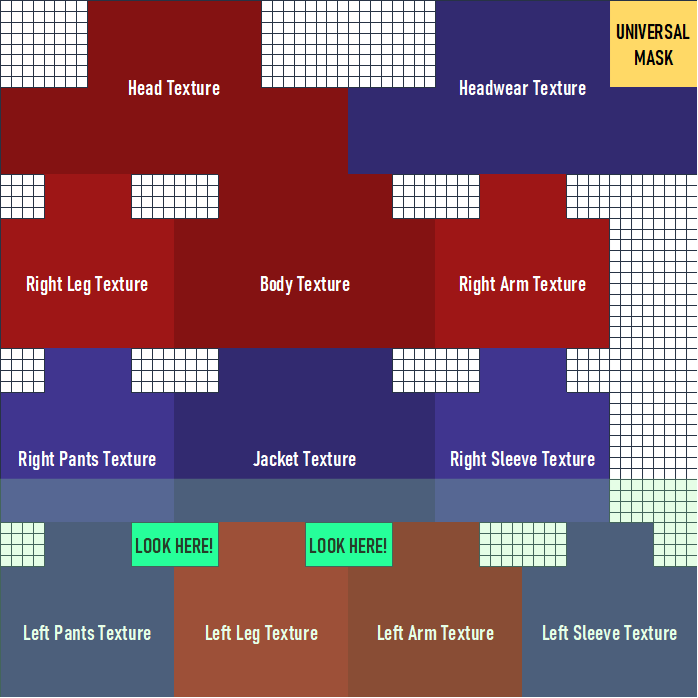 UNIVERSAL
MASK
Head Texture
Headwear Texture
Right Leg Texture
Body Texture
Right Arm Texture
Right Pants Texture
Jacket Texture
Right Sleeve Texture
LOOK HERE!
LOOK HERE!
Left Pants Texture
Left Leg Texture
Left Arm Texture
Left Sleeve Texture